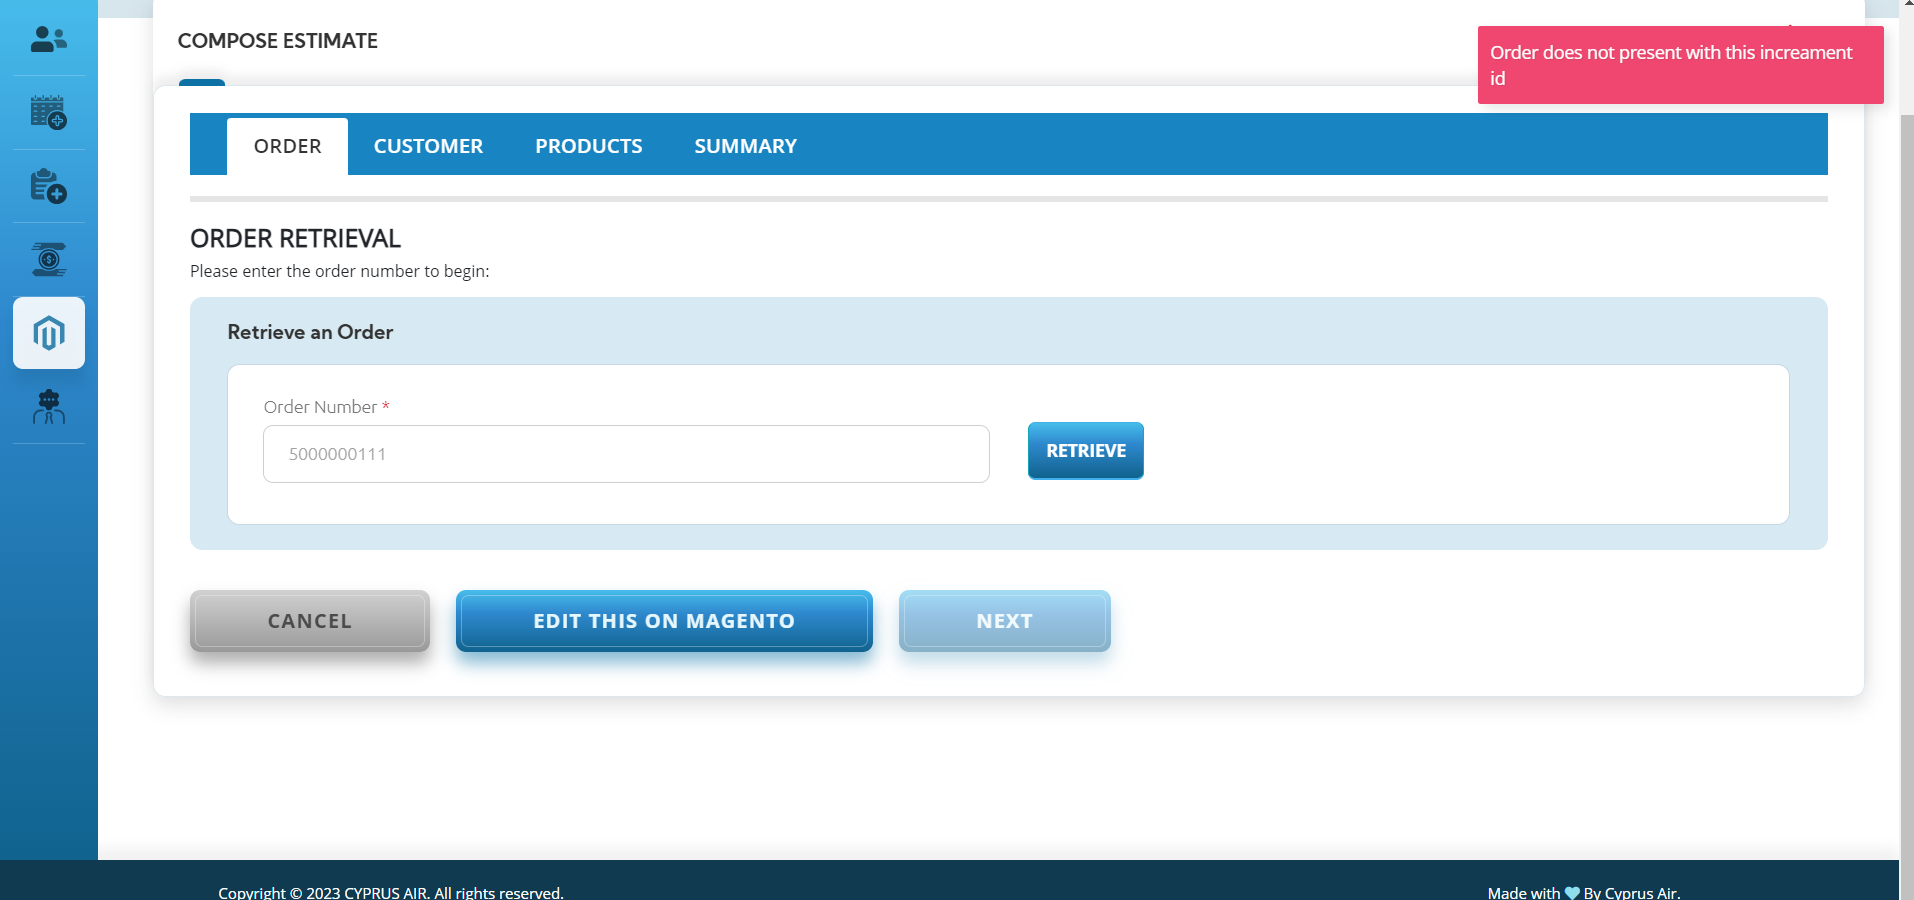 COMPOSE ESTIMATE
Order does not present with this increament
id
ORDER CUSTOMER PRODUCTS SUMMARY
ORDER RETRIEVAL
Please enter the order number to begin:
Retrieve an Order
Order Number *
5000000111
RETRIEVE
CANCEL EDIT THIS ON MAGENTO NEXT
Copyright © 2023 CYPRUS AIR. All rights reserved. Made with 🩵 By Cyprus Air.